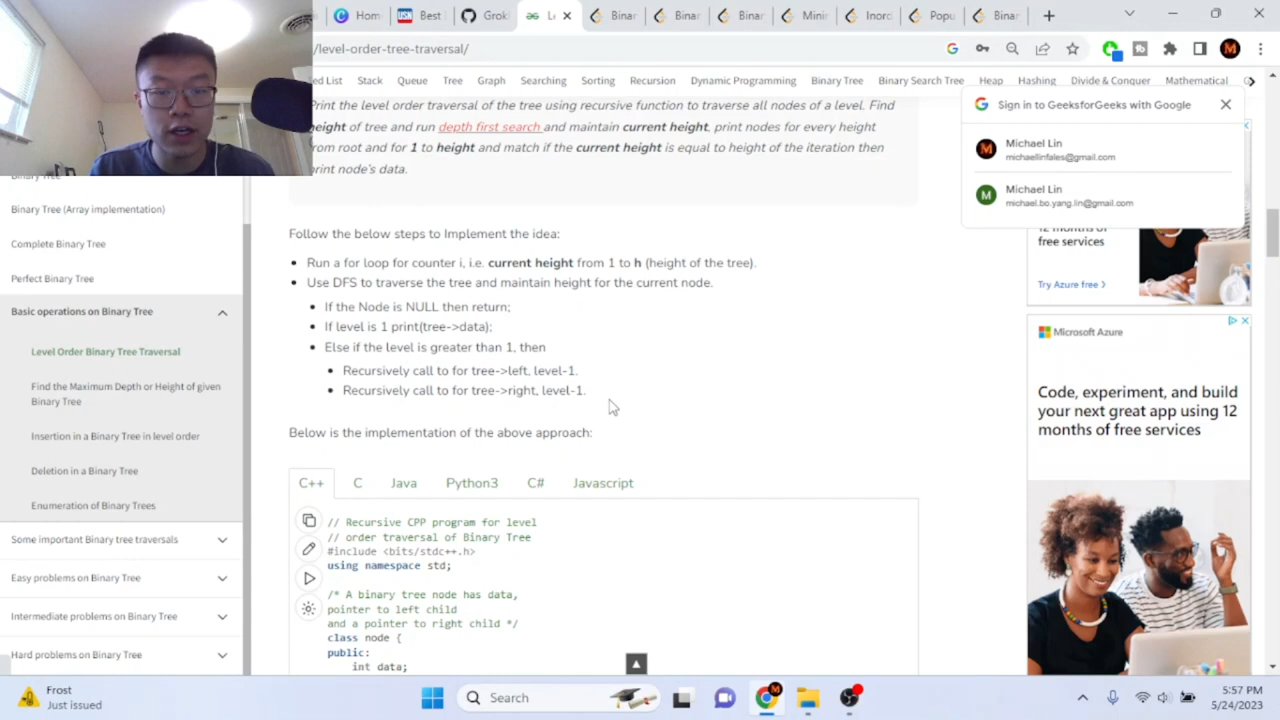 Home
Best
Grok
Le
Binar
Binar
Binar
Minin
Inorc
Popu
Binar
/level-order-tree-traversal/
ed List Stack Queue Tree Graph Searching Sorting Recursion Dynamic Programming Binary Tree Binary Search Tree Heap Hashing Divide & Conquer Mathematical
Print the level order traversal of the tree using recursive function to traverse all nodes of a level. Find
height of tree and run depth first search and maintain current height, print nodes for every height
from root and for 1 to height and match if the current height is equal to height of the iteration then
print node's data.
Follow the below steps to Implement the idea:
Run a for loop for counter i, i.e. current height from 1 to h (height of the tree).
Use DFS to traverse the tree and maintain height for the current node.
If the Node is NULL then return;
If level is 1 print(tree->data);
Else if the level is greater than 1, then
Recursively call to for tree->left, level-1.
Recursively call to for tree->right, level-1.
Below is the implementation of the above approach:
C++ C Java Python3 C# Javascript
// Recursive CPP program for level
// order traversal of Binary Tree
#include <bits/stdc++.h>
using namespace std;
/* A binary tree node has data,
pointer to left child
and a pointer to right child */
class node {
public:
int data;
Binary Tree
Binary Tree (Array implementation)
Complete Binary Tree
Perfect Binary Tree
Basic operations on Binary Tree
Level Order Binary Tree Traversal
Find the Maximum Depth or Height of given
Binary Tree
Insertion in a Binary Tree in level order
Deletion in a Binary Tree
Enumeration of Binary Trees
Some important Binary tree traversals
Easy problems on Binary Tree
Intermediate problems on Binary Tree
Hard problems on Binary Tree
Sign in to GeeksforGeeks with Google
Michael Lin
michaellinfales@gmail.com
M
Michael Lin
michael.bo.yang.lin@gmail.com
12 months of
free services
Try Azure free
Microsoft Azure
Code, experiment, and build
your next great app using 12
months of free services
Frost
Just issued
Search
5:57 PM
5/24/2023